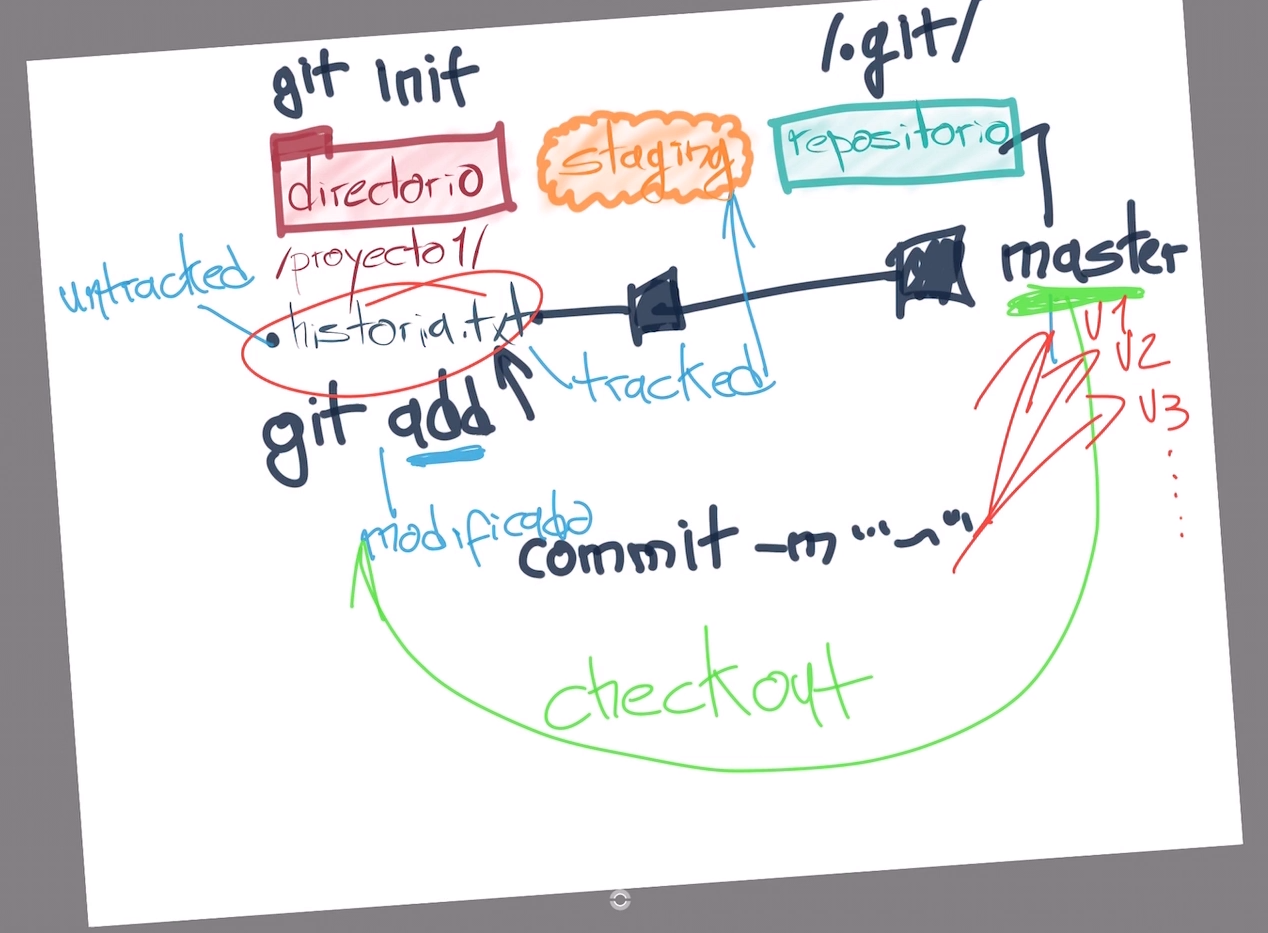 git init
/.git/
directorio
staging
repositorio
/proyecto1/
untracked
master
historia.txt
v1
v2
tracked
v3
git add
modificado
commit -m "~"
checkout